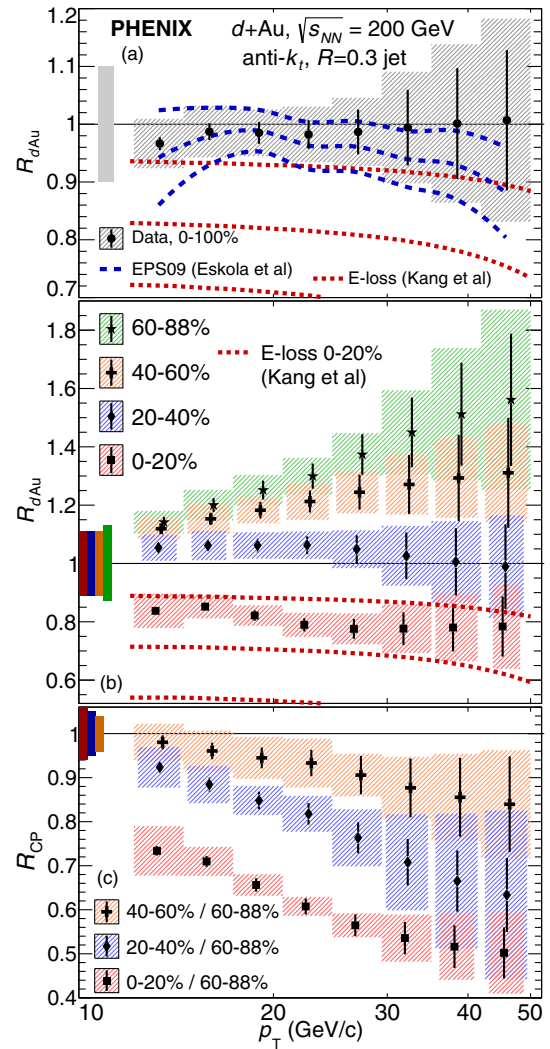 PHENIX d+Au, √s_NN = 200 GeV
(a) anti-k_t, R=0.3 jet
1.2
1.1
1
0.9
0.8
0.7
R_dAu
Data, 0-100%
EPS09 (Eskola et al)
E-loss (Kang et al)
1.8
1.6
1.4
1.2
1
0.8
0.6
R_dAu
60-88%
40-60%
20-40%
0-20%
E-loss 0-20%
(Kang et al)
(b)
1
0.9
0.8
0.7
0.6
0.5
0.4
R_CP
(c)
40-60% / 60-88%
20-40% / 60-88%
0-20% / 60-88%
10 20 30 40 50
p_T (GeV/c)